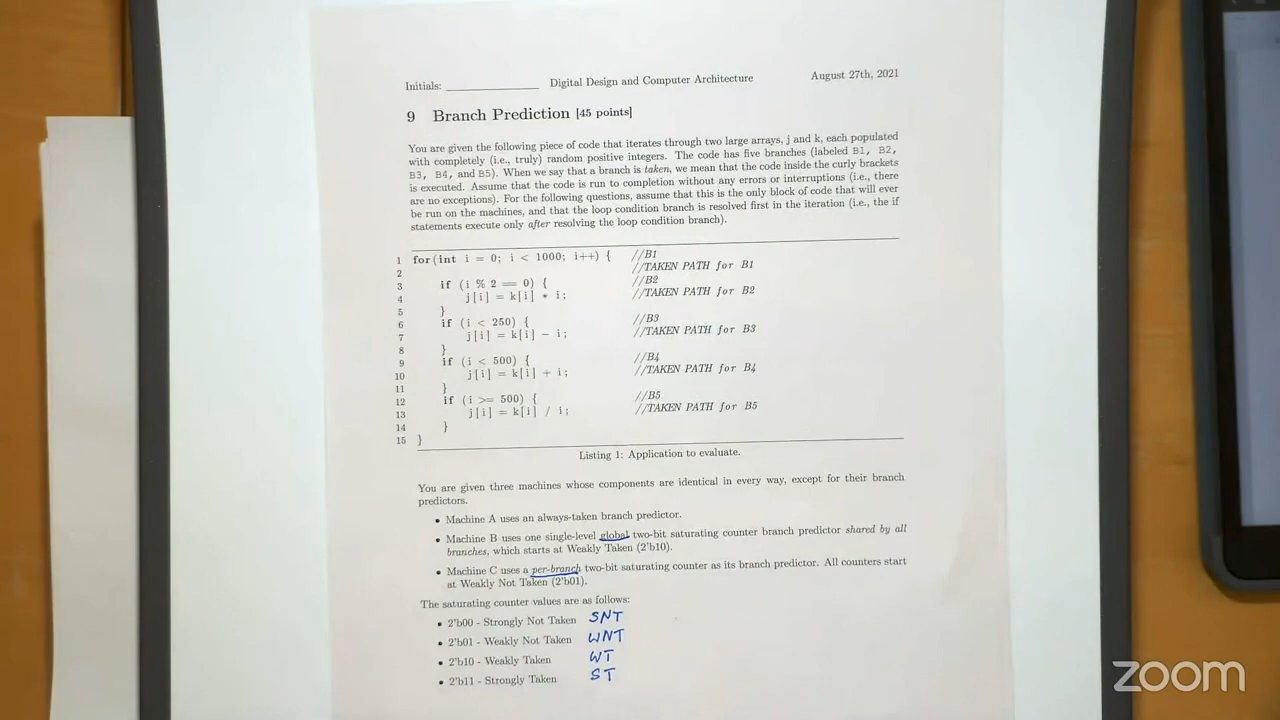 Initials: ____________ Digital Design and Computer Architecture August 27th, 2021
9 Branch Prediction [45 points]
You are given the following piece of code that iterates through two large arrays, j and k, each populated
with completely (i.e., truly) random positive integers. The code has five branches (labeled B1, B2,
B3, B4, and B5). When we say that a branch is taken, we mean that the code inside the curly brackets
is executed. Assume that the code is run to completion without any errors or interruptions (i.e., there
are no exceptions). For the following questions, assume that this is the only block of code that will ever
be run on the machines, and that the loop condition branch is resolved first in the iteration (i.e., the if
statements execute only after resolving the loop condition branch).
1 for(int i = 0; i < 1000; i++) { //B1
2 //TAKEN PATH for B1
3 if (i % 2 == 0) { //B2
4 j[i] = k[i] * i; //TAKEN PATH for B2
5 }
6 if (i < 250) { //B3
7 j[i] = k[i] - i; //TAKEN PATH for B3
8 }
9 if (i < 500) { //B4
10 j[i] = k[i] + i; //TAKEN PATH for B4
11 }
12 if (i >= 500) { //B5
13 j[i] = k[i] / i; //TAKEN PATH for B5
14 }
15 }
Listing 1: Application to evaluate.
You are given three machines whose components are identical in every way, except for their branch
predictors.
• Machine A uses an always-taken branch predictor.
• Machine B uses one single-level global two-bit saturating counter branch predictor shared by all
branches, which starts at Weakly Taken (2'b10).
• Machine C uses a per-branch two-bit saturating counter as its branch predictor. All counters start
at Weakly Not Taken (2'b01).
The saturating counter values are as follows:
• 2'b00 - Strongly Not Taken SNT
• 2'b01 - Weakly Not Taken WNT
• 2'b10 - Weakly Taken WT
• 2'b11 - Strongly Taken ST
zoom